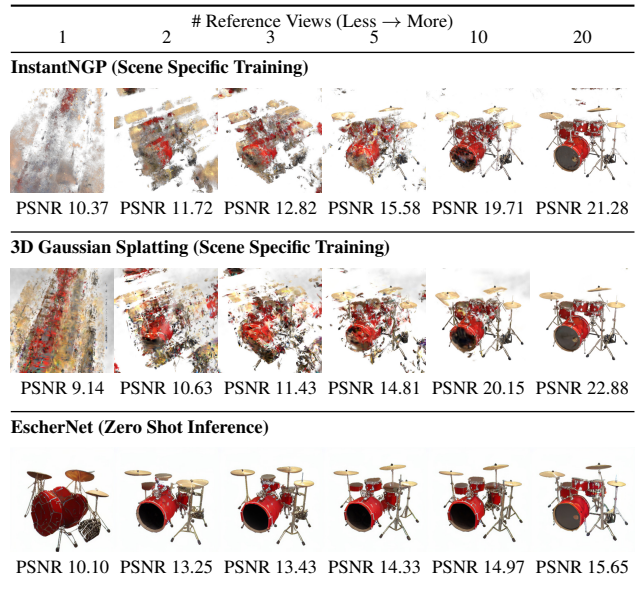 # Reference Views (Less → More)
1 2 3 5 10 20
InstantNGP (Scene Specific Training)
PSNR 10.37 PSNR 11.72 PSNR 12.82 PSNR 15.58 PSNR 19.71 PSNR 21.28
3D Gaussian Splatting (Scene Specific Training)
PSNR 9.14 PSNR 10.63 PSNR 11.43 PSNR 14.81 PSNR 20.15 PSNR 22.88
EscherNet (Zero Shot Inference)
PSNR 10.10 PSNR 13.25 PSNR 13.43 PSNR 14.33 PSNR 14.97 PSNR 15.65